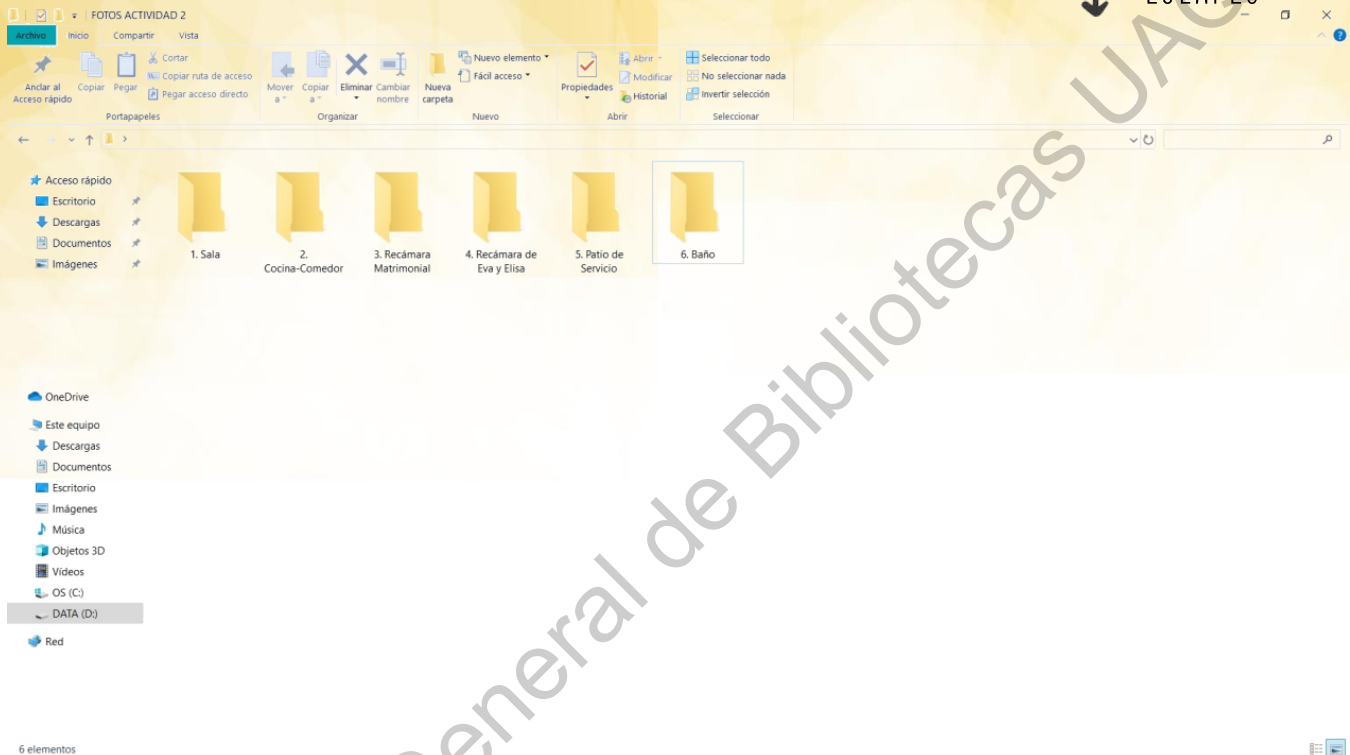 FOTOS ACTIVIDAD 2
Archivo Inicio Compartir Vista
Anclar al
Acceso rápido
Copiar
Pegar
Cortar
Copiar ruta de acceso
Pegar acceso directo
Portapapeles
Mover
a
Copiar
a
Eliminar
Cambiar
nombre
Organizar
Nueva
carpeta
Nuevo elemento
Fácil acceso
Nuevo
Propiedades
Abrir
Modificar
Historial
Abrir
Seleccionar todo
No seleccionar nada
Invertir selección
Seleccionar
Acceso rápido
Escritorio
Descargas
Documentos
Imágenes
OneDrive
Este equipo
Descargas
Documentos
Escritorio
Imágenes
Música
Objetos 3D
Vídeos
OS (C:)
DATA (D:)
Red
1. Sala
2.
Cocina-Comedor
3. Recámara
Matrimonial
4. Recámara de
Eva y Elisa
5. Patio de
Servicio
6. Baño
6 elementos
de Bibliotecas